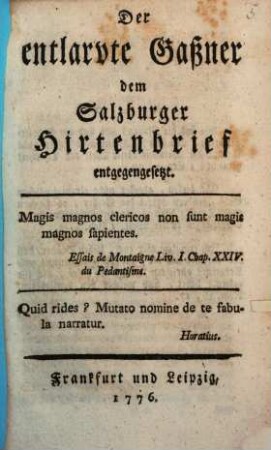 Der
entlarvte Gaßner
dem
Salzburger
Hirtenbrief
entgegengesetzt.
Magis magnos clericos non sunt magis
magnos sapientes.
Essais de Montaigne Liv. I. Chap. XXIV.
du Pedantisme.
Quid rides? Mutato nomine de te fabu-
la narratur.
Horatius.
Frankfurt und Leipzig,
1776.